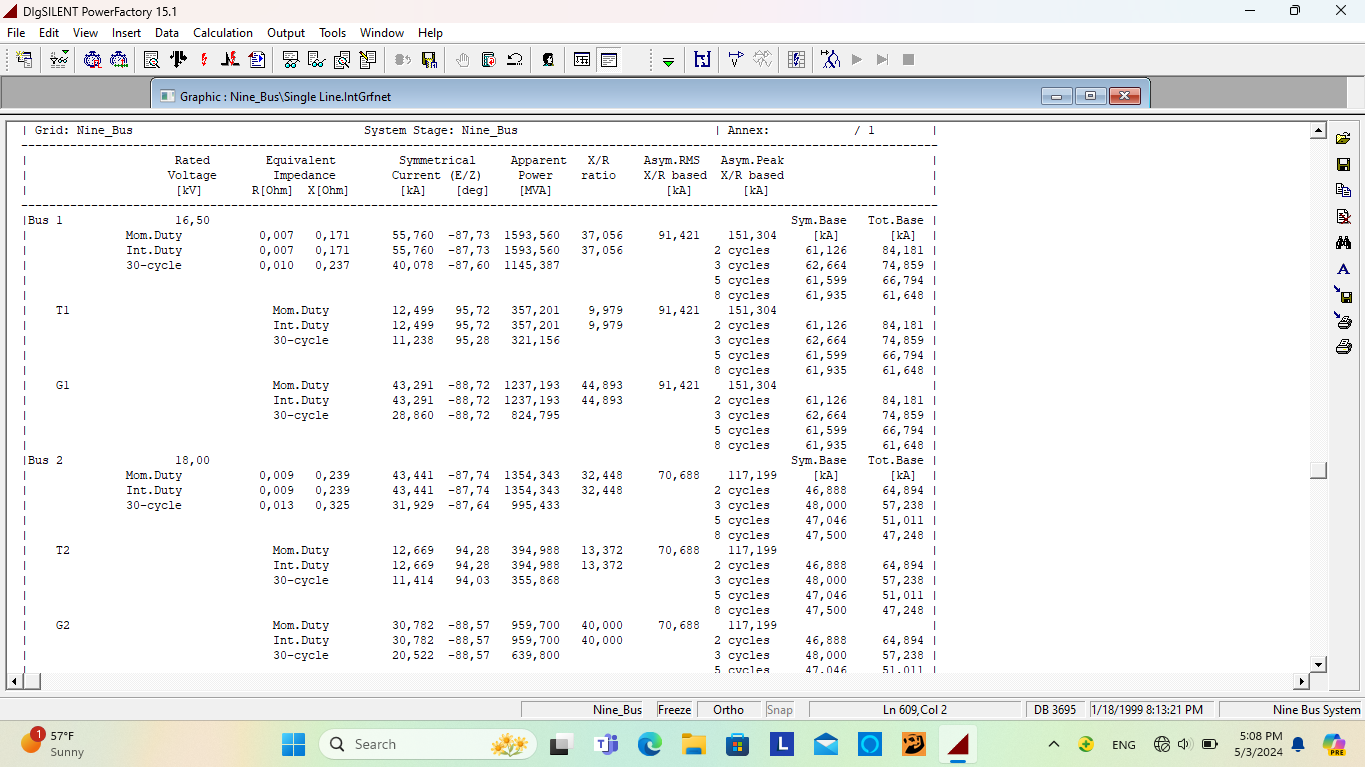 DIgSILENT PowerFactory 15.1
File Edit View Insert Data Calculation Output Tools Window Help
Graphic : Nine_Bus\Single Line.IntGrfnet
| Grid: Nine_Bus System Stage: Nine_Bus | Annex: / 1 |
| Rated Equivalent Symmetrical Apparent X/R Asym.RMS Asym.Peak |
| Voltage Impedance Current (E/Z) Power ratio X/R based X/R based |
| [kV] R[Ohm] X[Ohm] [kA] [deg] [MVA] [kA] [kA] |
|Bus 1 16,50 Sym.Base Tot.Base |
| Mom.Duty 0,007 0,171 55,760 -87,73 1593,560 37,056 91,421 151,304 [kA] [kA] |
| Int.Duty 0,007 0,171 55,760 -87,73 1593,560 37,056 2 cycles 61,126 84,181 |
| 30-cycle 0,010 0,237 40,078 -87,60 1145,387 3 cycles 62,664 74,859 |
| 5 cycles 61,599 66,794 |
| 8 cycles 61,935 61,648 |
| T1 Mom.Duty 12,499 95,72 357,201 9,979 91,421 151,304 |
| Int.Duty 12,499 95,72 357,201 9,979 2 cycles 61,126 84,181 |
| 30-cycle 11,238 95,28 321,156 3 cycles 62,664 74,859 |
| 5 cycles 61,599 66,794 |
| 8 cycles 61,935 61,648 |
| G1 Mom.Duty 43,291 -88,72 1237,193 44,893 91,421 151,304 |
| Int.Duty 43,291 -88,72 1237,193 44,893 2 cycles 61,126 84,181 |
| 30-cycle 28,860 -88,72 824,795 3 cycles 62,664 74,859 |
| 5 cycles 61,599 66,794 |
| 8 cycles 61,935 61,648 |
|Bus 2 18,00 Sym.Base Tot.Base |
| Mom.Duty 0,009 0,239 43,441 -87,74 1354,343 32,448 70,688 117,199 [kA] [kA] |
| Int.Duty 0,009 0,239 43,441 -87,74 1354,343 32,448 2 cycles 46,888 64,894 |
| 30-cycle 0,013 0,325 31,929 -87,64 995,433 3 cycles 48,000 57,238 |
| 5 cycles 47,046 51,011 |
| 8 cycles 47,500 47,248 |
| T2 Mom.Duty 12,669 94,28 394,988 13,372 70,688 117,199 |
| Int.Duty 12,669 94,28 394,988 13,372 2 cycles 46,888 64,894 |
| 30-cycle 11,414 94,03 355,868 3 cycles 48,000 57,238 |
| 5 cycles 47,046 51,011 |
| 8 cycles 47,500 47,248 |
| G2 Mom.Duty 30,782 -88,57 959,700 40,000 70,688 117,199 |
| Int.Duty 30,782 -88,57 959,700 40,000 2 cycles 46,888 64,894 |
| 30-cycle 20,522 -88,57 639,800 3 cycles 48,000 57,238 |
| 5 cycles 47,046 51,011 |
Nine_Bus Freeze Ortho Snap Ln 609,Col 2 DB 3695 1/18/1999 8:13:21 PM Nine Bus System
1 57°F
Sunny
Search
ENG
5:08 PM
5/3/2024
PRE